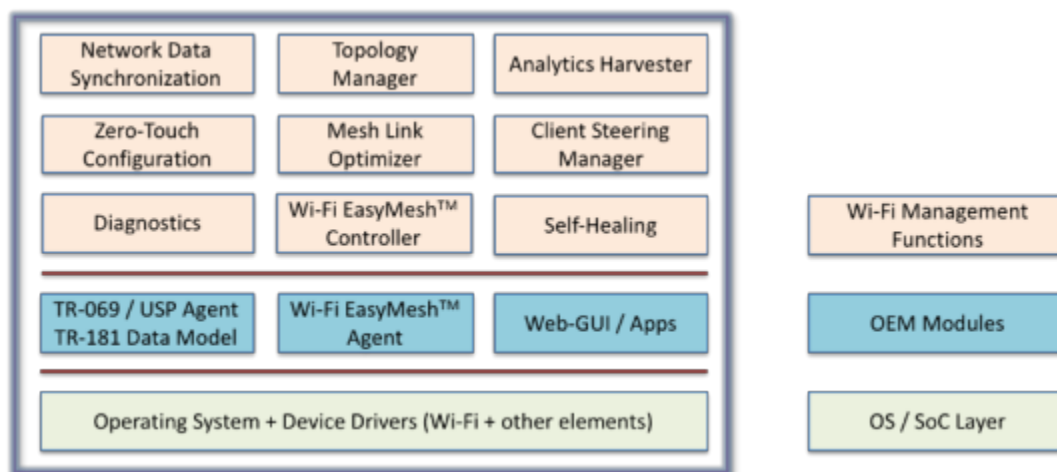 Network Data
Synchronization
Topology
Manager
Analytics Harvester
Zero-Touch
Configuration
Mesh Link
Optimizer
Client Steering
Manager
Diagnostics
Wi-Fi EasyMesh™
Controller
Self-Healing
Wi-Fi Management
Functions
TR-069 / USP Agent
TR-181 Data Model
Wi-Fi EasyMesh™
Agent
Web-GUI / Apps
OEM Modules
Operating System + Device Drivers (Wi-Fi + other elements)
OS / SoC Layer